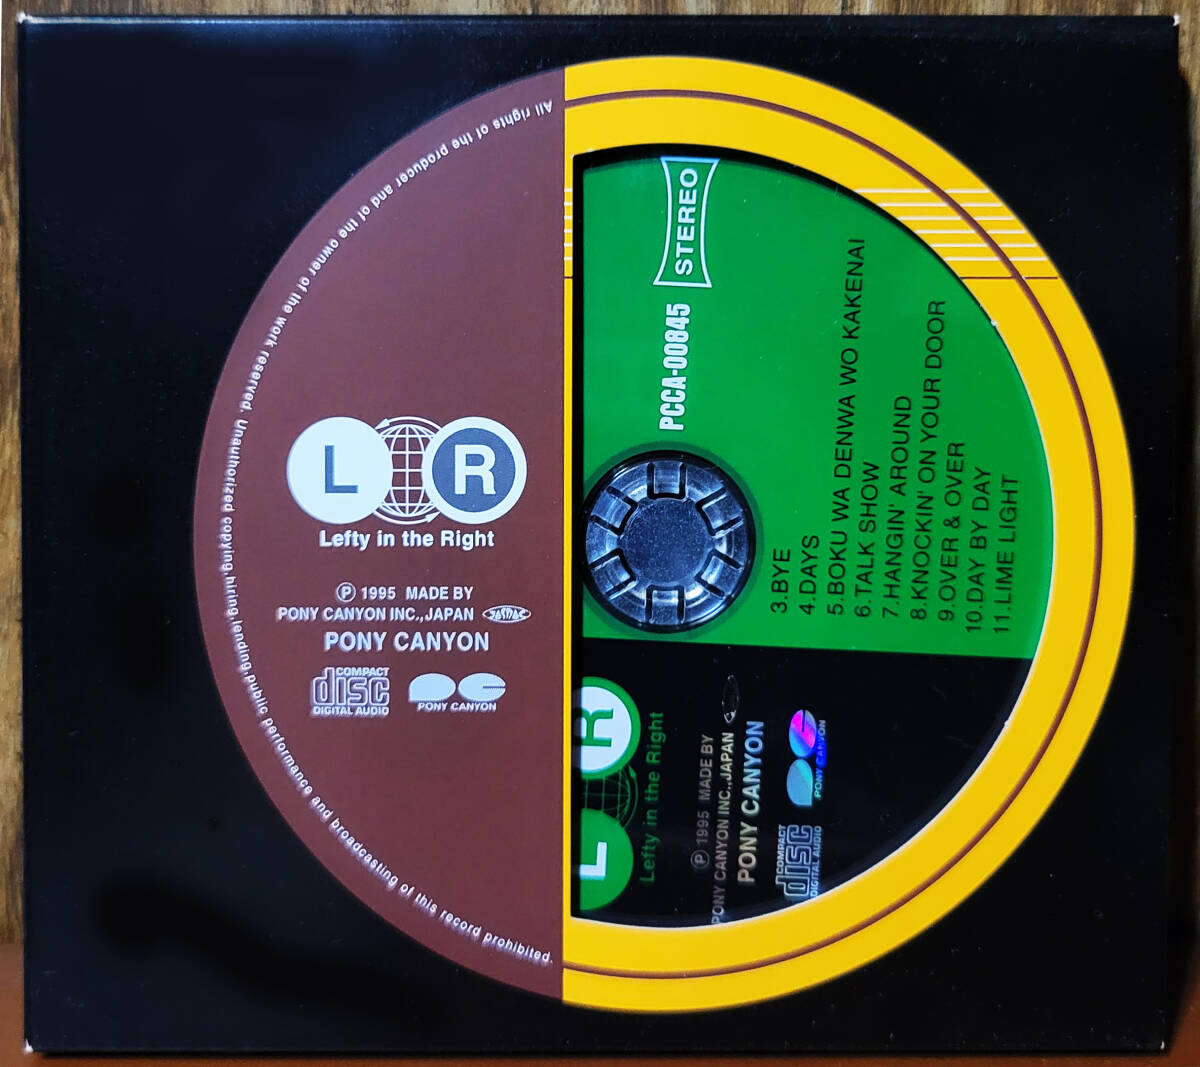 All rights of the producer and of the owner of the work reserved. Unauthorized copying,hiring,lending,public performance and broadcasting of this record prohibited.
L R
Lefty in the Right
Ⓟ 1995 MADE BY
PONY CANYON INC.,JAPAN JASRAC
PONY CANYON
COMPACT
disc
DIGITAL AUDIO
PC
PONY CANYON
STEREO
PCCA-00845
3.BYE
4.DAYS
5.BOKU WA DENWA WO KAKENAI
6.TALK SHOW
7.HANGIN' AROUND
8.KNOCKIN' ON YOUR DOOR
9.OVER & OVER
10.DAY BY DAY
11.LIME LIGHT
L R
Lefty in the Right
Ⓟ 1995 MADE BY
PONY CANYON INC.,JAPAN
PONY CANYON
COMPACT
disc
DIGITAL AUDIO
PC
PONY CANYON